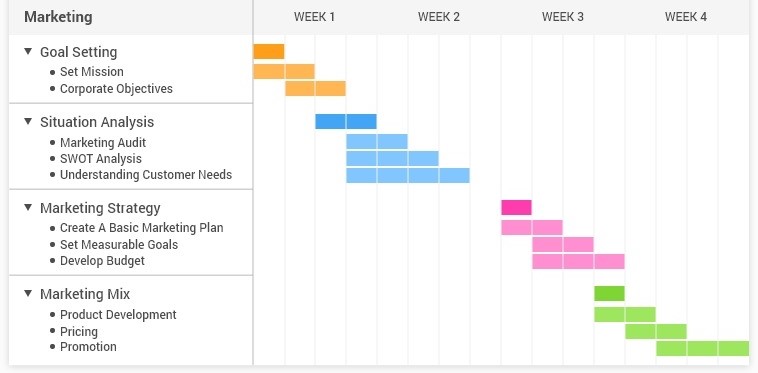 Marketing WEEK 1 WEEK 2 WEEK 3 WEEK 4
Goal Setting
Set Mission
Corporate Objectives
Situation Analysis
Marketing Audit
SWOT Analysis
Understanding Customer Needs
Marketing Strategy
Create A Basic Marketing Plan
Set Measurable Goals
Develop Budget
Marketing Mix
Product Development
Pricing
Promotion